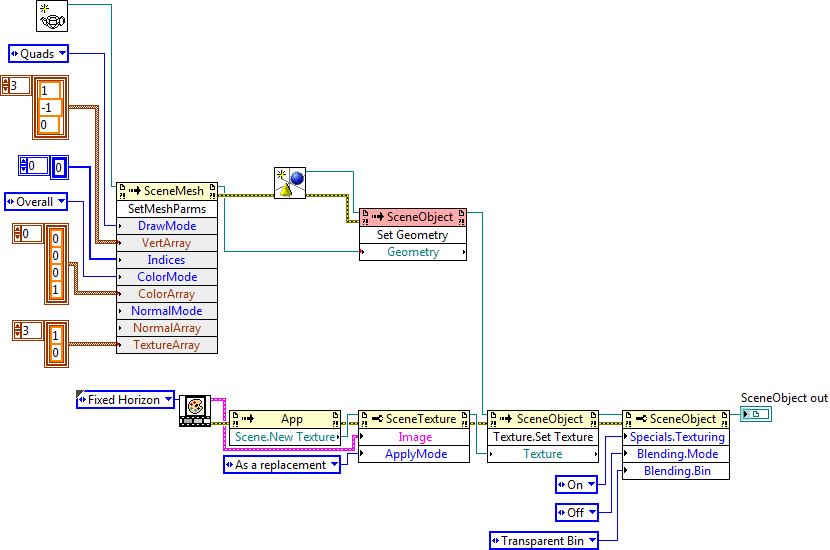 Quads
3
1
-1
0
0
0
Overall
0
0
0
0
1
3
1
0
SceneMesh
SetMeshParms
DrawMode
VertArray
Indices
ColorMode
ColorArray
NormalMode
NormalArray
TextureArray
SceneObject
Set Geometry
Geometry
Fixed Horizon
App
Scene.New Texture
As a replacement
SceneTexture
Image
ApplyMode
SceneObject
Texture.Set Texture
Texture
SceneObject
Specials.Texturing
Blending.Mode
Blending.Bin
On
Off
Transparent Bin
SceneObject out